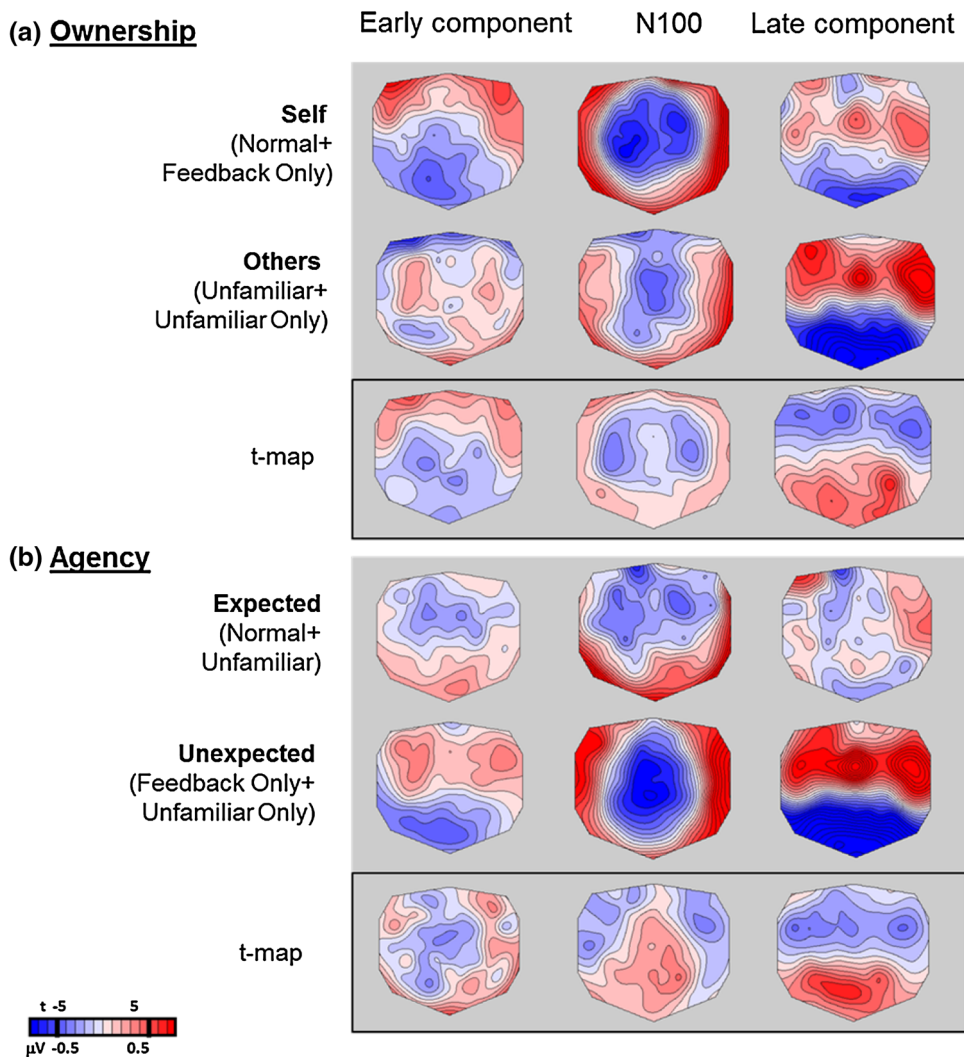 (a) Ownership
Early component N100 Late component
Self
(Normal+
Feedback Only)
Others
(Unfamiliar+
Unfamiliar Only)
t-map
(b) Agency
Expected
(Normal+
Unfamiliar)
Unexpected
(Feedback Only+
Unfamiliar Only)
t-map
t -5 5
μV -0.5 0.5